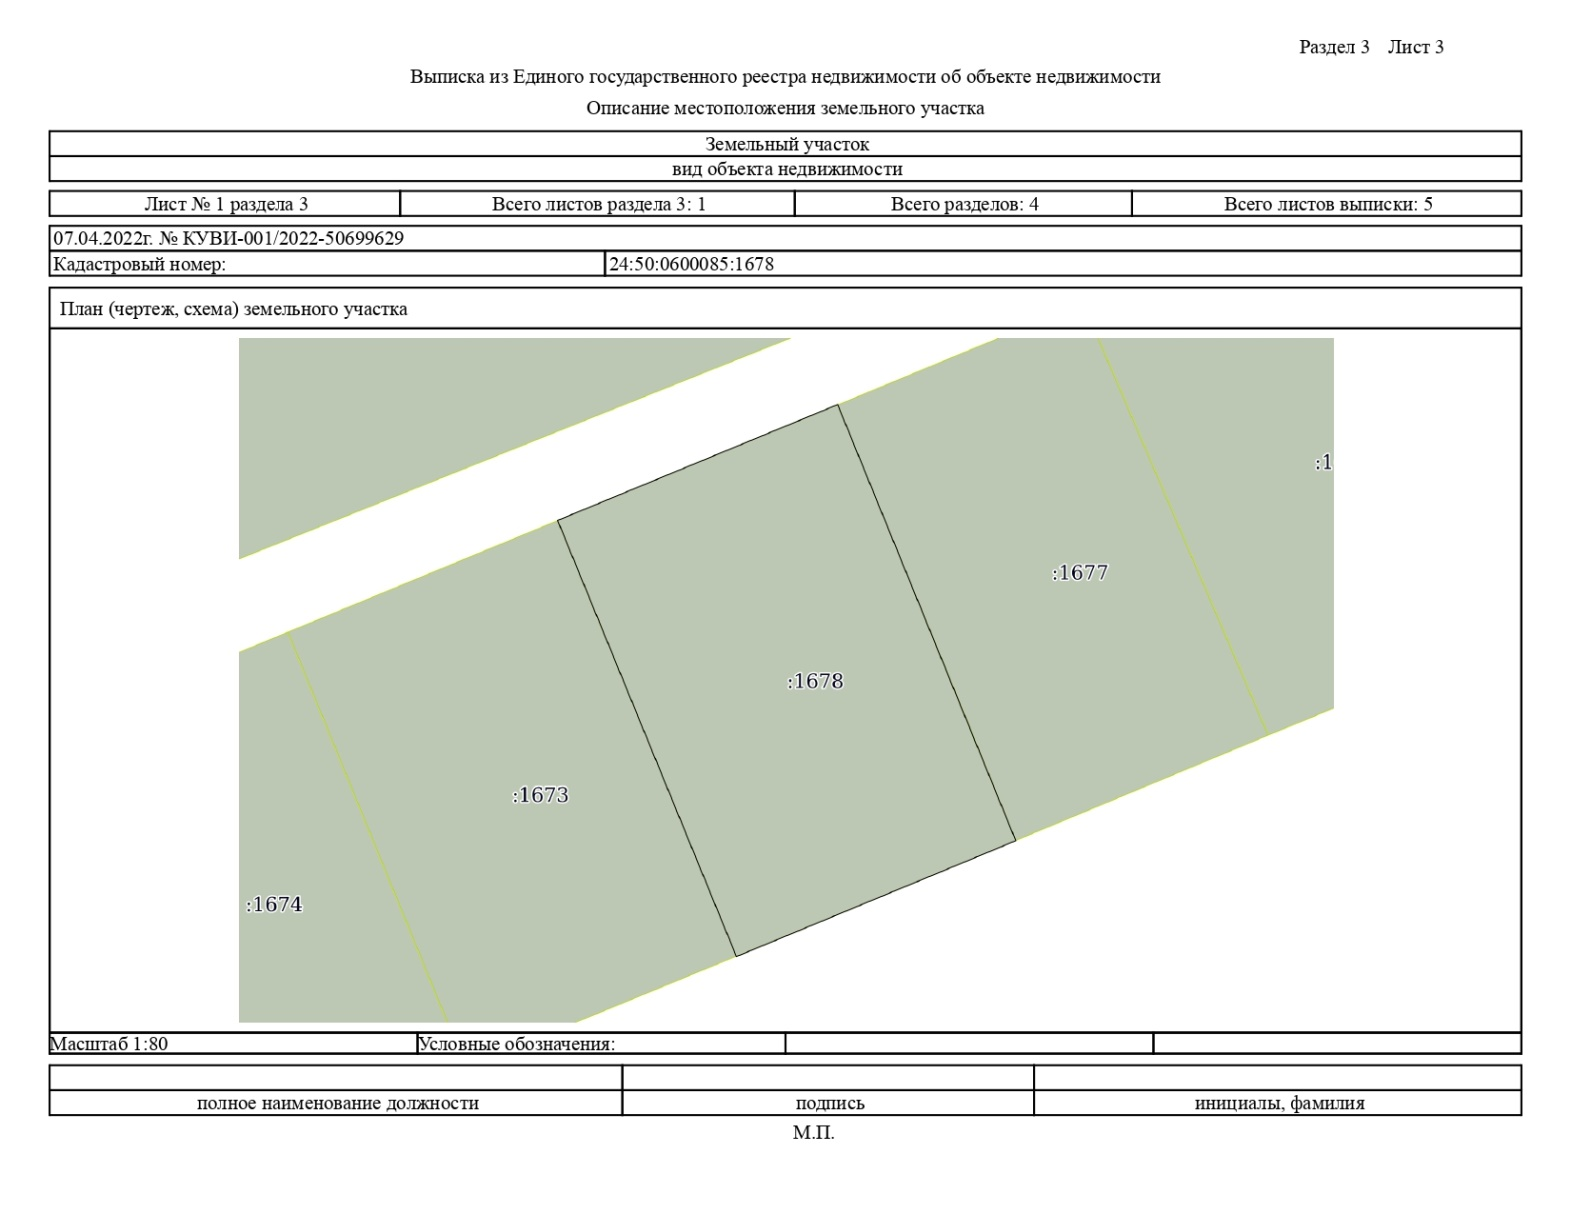 Раздел 3 Лист 3
Выписка из Единого государственного реестра недвижимости об объекте недвижимости
Описание местоположения земельного участка
Земельный участок
вид объекта недвижимости
Лист № 1 раздела 3 Всего листов раздела 3: 1 Всего разделов: 4 Всего листов выписки: 5
07.04.2022г. № КУВИ-001/2022-50699629
Кадастровый номер: 24:50:0600085:1678
План (чертеж, схема) земельного участка
:1
:1677
:1678
:1673
:1674
Масштаб 1:80 Условные обозначения:
полное наименование должности подпись инициалы, фамилия
М.П.